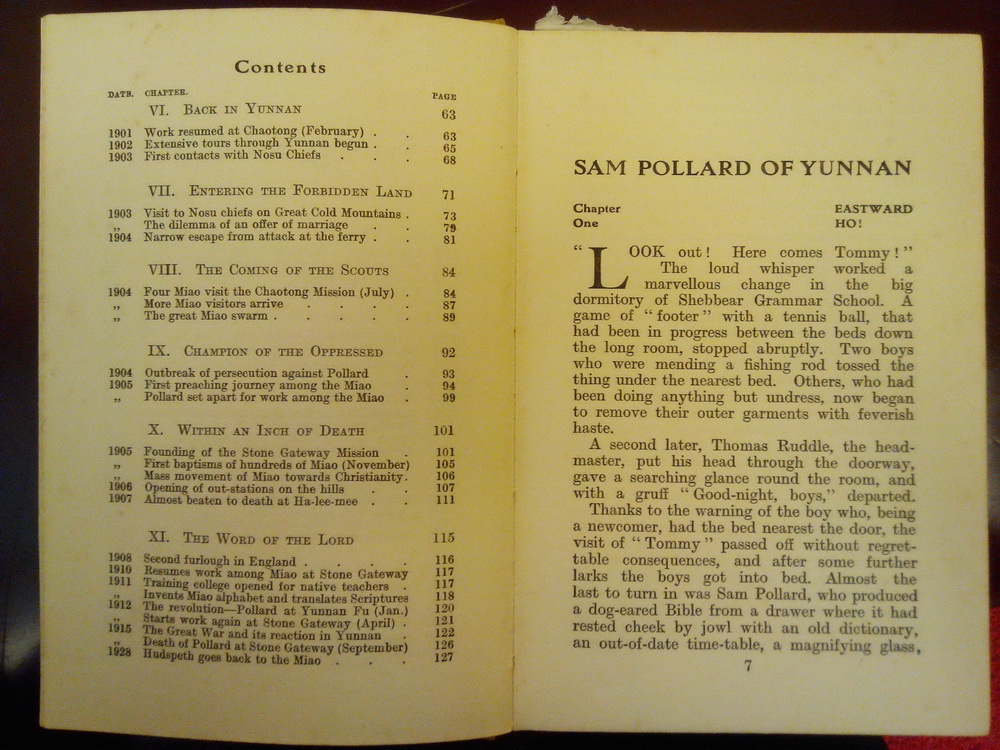 Contents
DATE. CHAPTER. PAGE
VI. BACK IN YUNNAN 63
1901 Work resumed at Chaotong (February) . . 63
1902 Extensive tours through Yunnan begun . . 65
1903 First contacts with Nosu Chiefs . . . 68
VII. ENTERING THE FORBIDDEN LAND 71
1903 Visit to Nosu chiefs on Great Cold Mountains . 73
„ The dilemma of an offer of marriage . . 79
1904 Narrow escape from attack at the ferry . . 81
VIII. THE COMING OF THE SCOUTS 84
1904 Four Miao visit the Chaotong Mission (July) . 84
„ More Miao visitors arrive . . . . 87
„ The great Miao swarm . . . . . 89
IX. CHAMPION OF THE OPPRESSED 92
1904 Outbreak of persecution against Pollard . 93
1905 First preaching journey among the Miao . 94
„ Pollard set apart for work among the Miao . 99
X. WITHIN AN INCH OF DEATH 101
1905 Founding of the Stone Gateway Mission . 101
„ First baptisms of hundreds of Miao (November) 105
„ Mass movement of Miao towards Christianity . 106
1906 Opening of out-stations on the hills . . 107
1907 Almost beaten to death at Ha-lee-mee . . 111
XI. THE WORD OF THE LORD 115
1908 Second furlough in England . . . . 116
1910 Resumes work among Miao at Stone Gateway 117
1911 Training college opened for native teachers 117
„ Invents Miao alphabet and translates Scriptures 118
1912 The revolution—Pollard at Yunnan Fu (Jan.) 120
„ Starts work again at Stone Gateway (April) . 121
1915 The Great War and its reaction in Yunnan . 122
„ Death of Pollard at Stone Gateway (September) 126
1928 Hudspeth goes back to the Miao . . . 127
SAM POLLARD OF YUNNAN
Chapter EASTWARD
One HO!
“LOOK out! Here comes Tommy!”
The loud whisper worked a
marvellous change in the big
dormitory of Shebbear Grammar School. A
game of “footer” with a tennis ball, that
had been in progress between the beds down
the long room, stopped abruptly. Two boys
who were mending a fishing rod tossed the
thing under the nearest bed. Others, who had
been doing anything but undress, now began
to remove their outer garments with feverish
haste.
A second later, Thomas Ruddle, the head-
master, put his head through the doorway,
gave a searching glance round the room, and
with a gruff “Good-night, boys,” departed.
Thanks to the warning of the boy who, being
a newcomer, had the bed nearest the door, the
visit of “Tommy” passed off without regret-
table consequences, and after some further
larks the boys got into bed. Almost the
last to turn in was Sam Pollard, who produced
a dog-eared Bible from a drawer where it had
rested cheek by jowl with an old dictionary,
an out-of-date time-table, a magnifying glass,
7